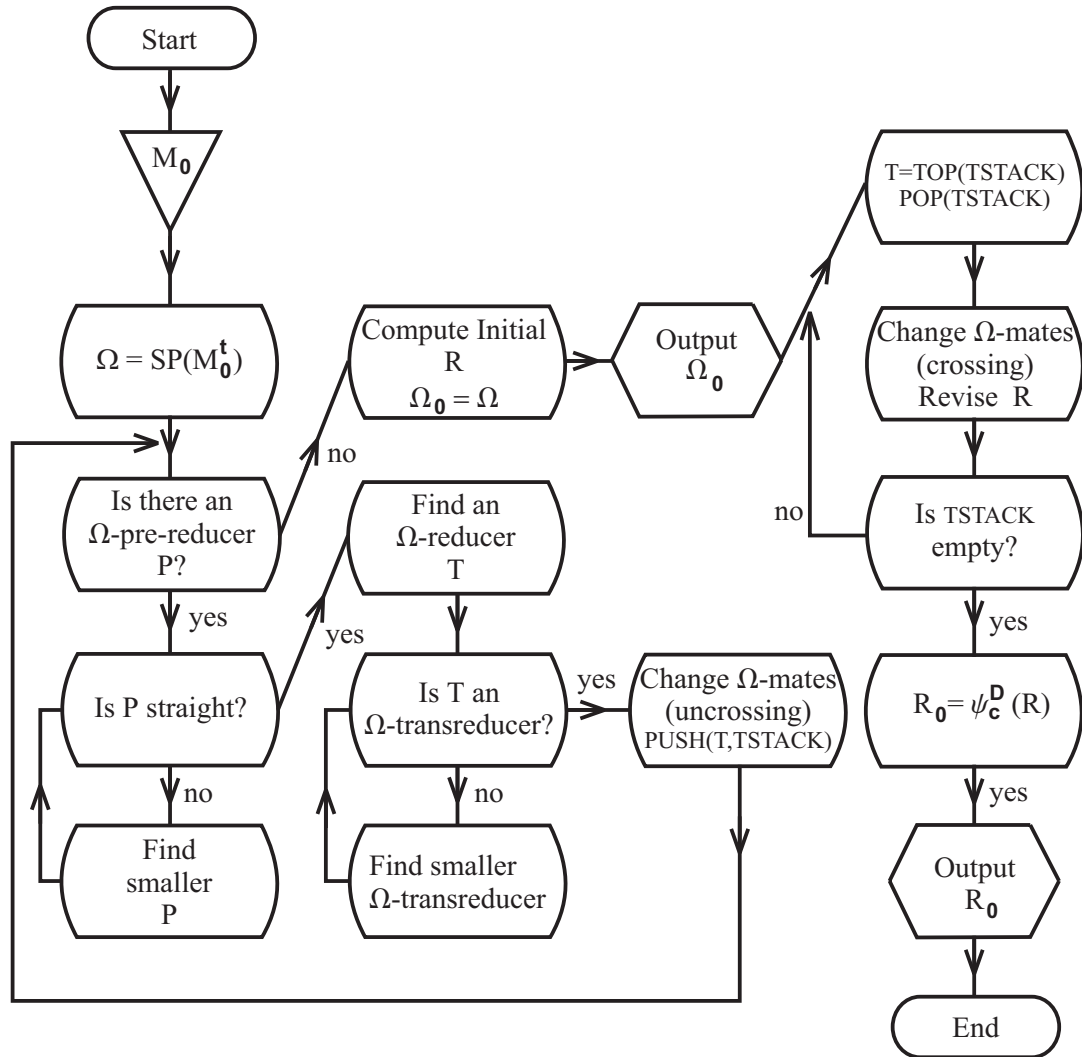 Start
M₀
Ω = SP(M₀ᵗ)
Is there an
Ω-pre-reducer
P?
no
yes
Is P straight?
yes
no
Find
smaller
P
Compute Initial
R
Ω₀ = Ω
Output
Ω₀
Find an
Ω-reducer
T
Is T an
Ω-transreducer?
yes
no
Find smaller
Ω-transreducer
Change Ω-mates
(uncrossing)
PUSH(T,TSTACK)
T=TOP(TSTACK)
POP(TSTACK)
Change Ω-mates
(crossing)
Revise R
Is TSTACK
empty?
no
yes
R₀= ψ_c^D (R)
yes
Output
R₀
End